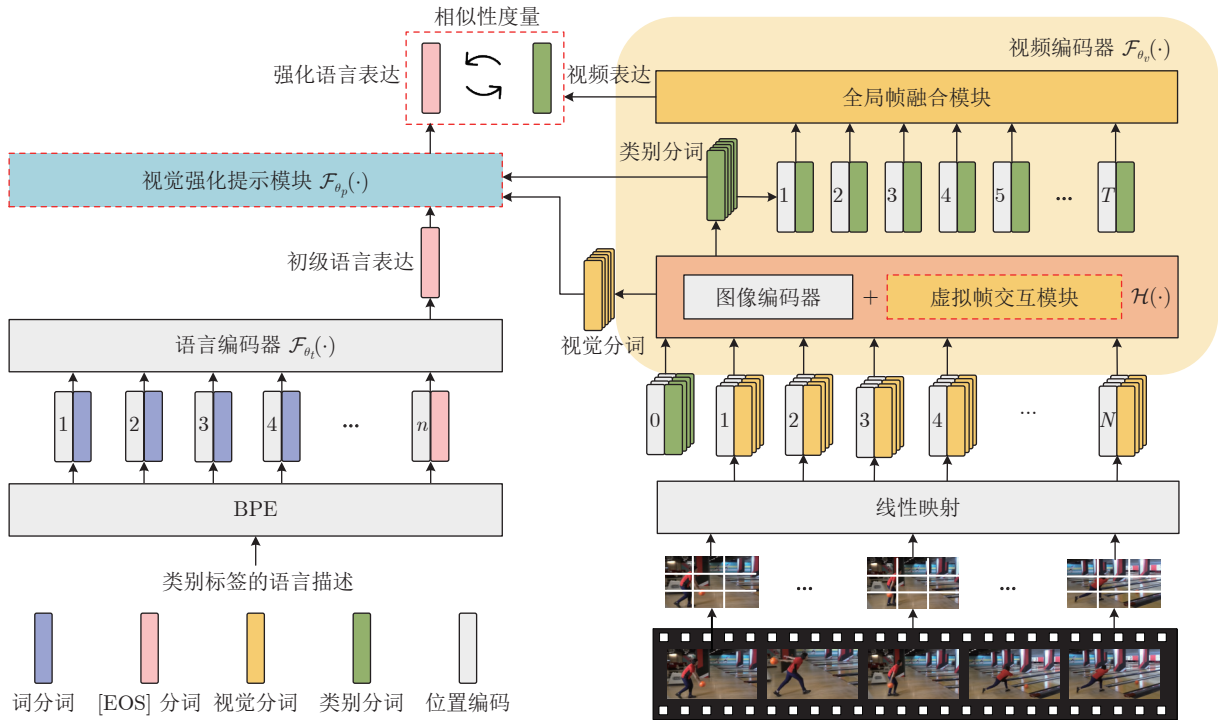 相似性度量
强化语言表达
视频表达
视频编码器 𝓕θv(·)
全局帧融合模块
类别分词
1 2 3 4 5 ... T
视觉强化提示模块 𝓕θp(·)
初级语言表达
图像编码器 + 虚拟帧交互模块 𝓗(·)
视觉分词
语言编码器 𝓕θt(·)
1 2 3 4 ... n
0 1 2 3 4 ... N
BPE
线性映射
类别标签的语言描述
... ...
词分词 [EOS] 分词 视觉分词 类别分词 位置编码